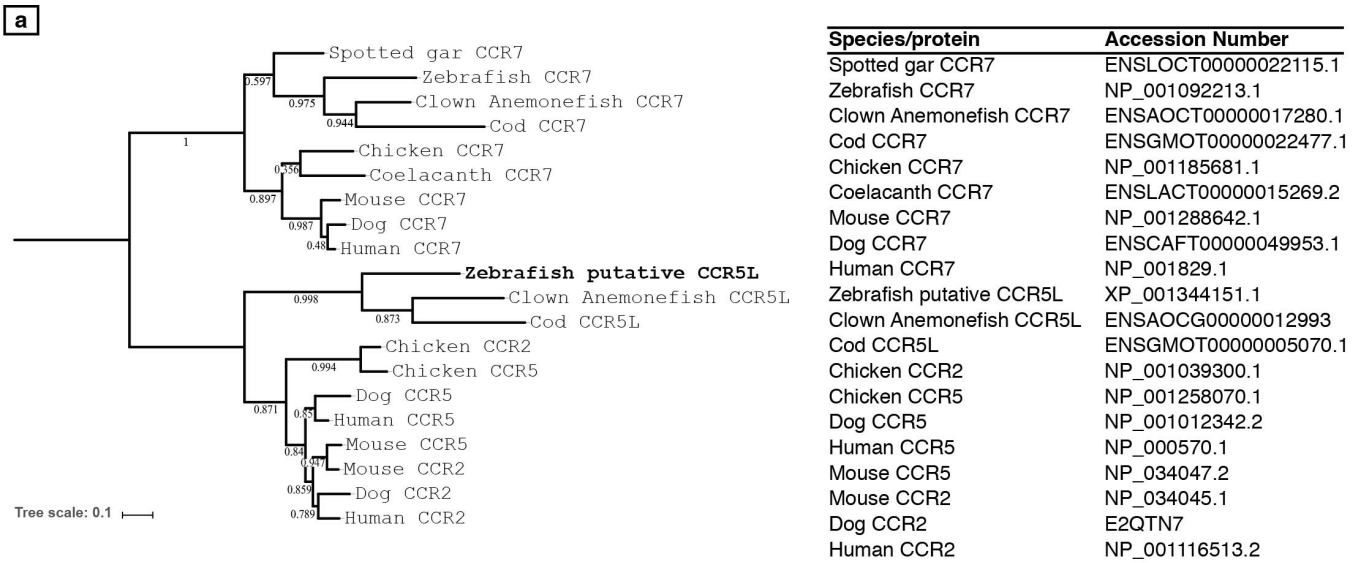 a
Spotted gar CCR7
Zebrafish CCR7
Clown Anemonefish CCR7
Cod CCR7
Chicken CCR7
Coelacanth CCR7
Mouse CCR7
Dog CCR7
Human CCR7
Zebrafish putative CCR5L
Clown Anemonefish CCR5L
Cod CCR5L
Chicken CCR2
Chicken CCR5
Dog CCR5
Human CCR5
Mouse CCR5
Mouse CCR2
Dog CCR2
Human CCR2
0.597
0.975
0.944
1
0.356
0.897
0.987
0.48
0.998
0.873
0.994
0.871
0.85
0.84
0.947
0.859
0.789
Tree scale: 0.1
Species/protein Accession Number
Spotted gar CCR7 ENSLOCT00000022115.1
Zebrafish CCR7 NP_001092213.1
Clown Anemonefish CCR7 ENSAOCT00000017280.1
Cod CCR7 ENSGMOT00000022477.1
Chicken CCR7 NP_001185681.1
Coelacanth CCR7 ENSLACT00000015269.2
Mouse CCR7 NP_001288642.1
Dog CCR7 ENSCAFT00000049953.1
Human CCR7 NP_001829.1
Zebrafish putative CCR5L XP_001344151.1
Clown Anemonefish CCR5L ENSAOCG00000012993
Cod CCR5L ENSGMOT00000005070.1
Chicken CCR2 NP_001039300.1
Chicken CCR5 NP_001258070.1
Dog CCR5 NP_001012342.2
Human CCR5 NP_000570.1
Mouse CCR5 NP_034047.2
Mouse CCR2 NP_034045.1
Dog CCR2 E2QTN7
Human CCR2 NP_001116513.2